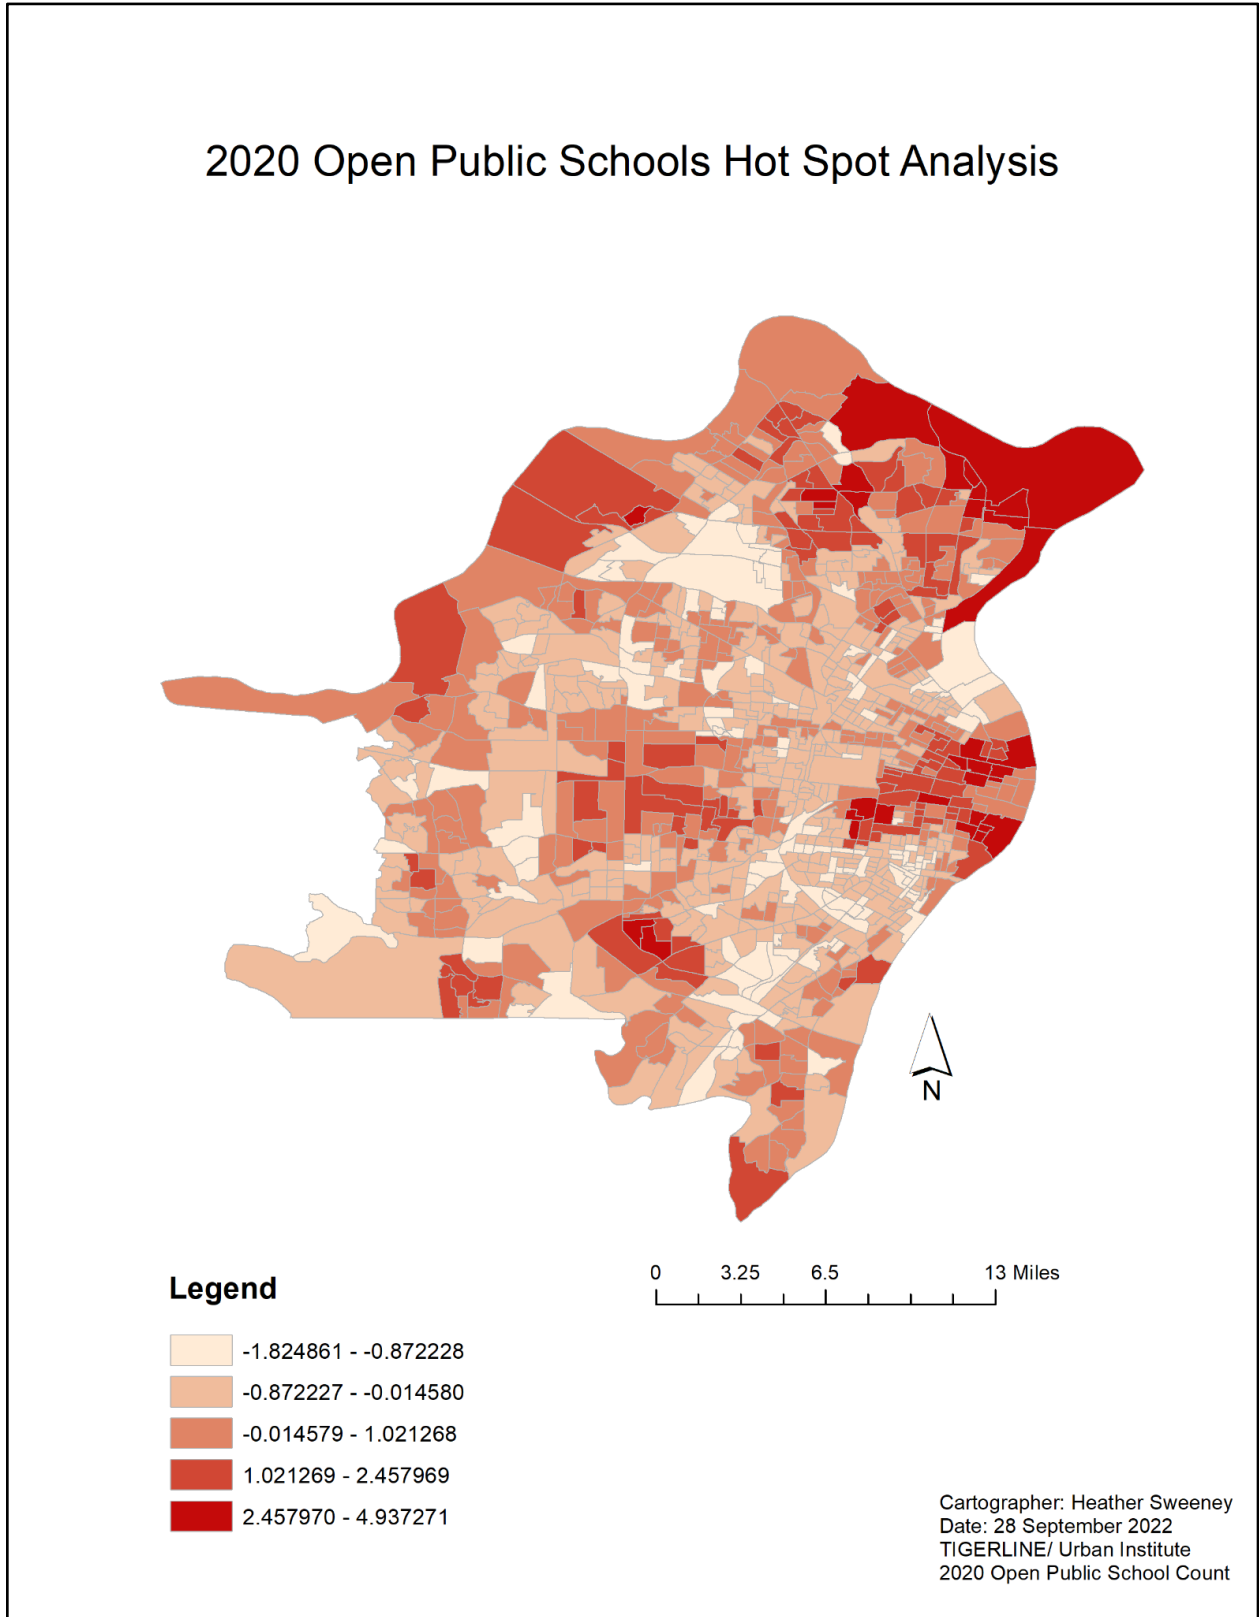 2020 Open Public Schools Hot Spot Analysis
N
0 3.25 6.5 13 Miles
Legend
-1.824861 - -0.872228
-0.872227 - -0.014580
-0.014579 - 1.021268
1.021269 - 2.457969
2.457970 - 4.937271
Cartographer: Heather Sweeney
Date: 28 September 2022
TIGERLINE/ Urban Institute
2020 Open Public School Count